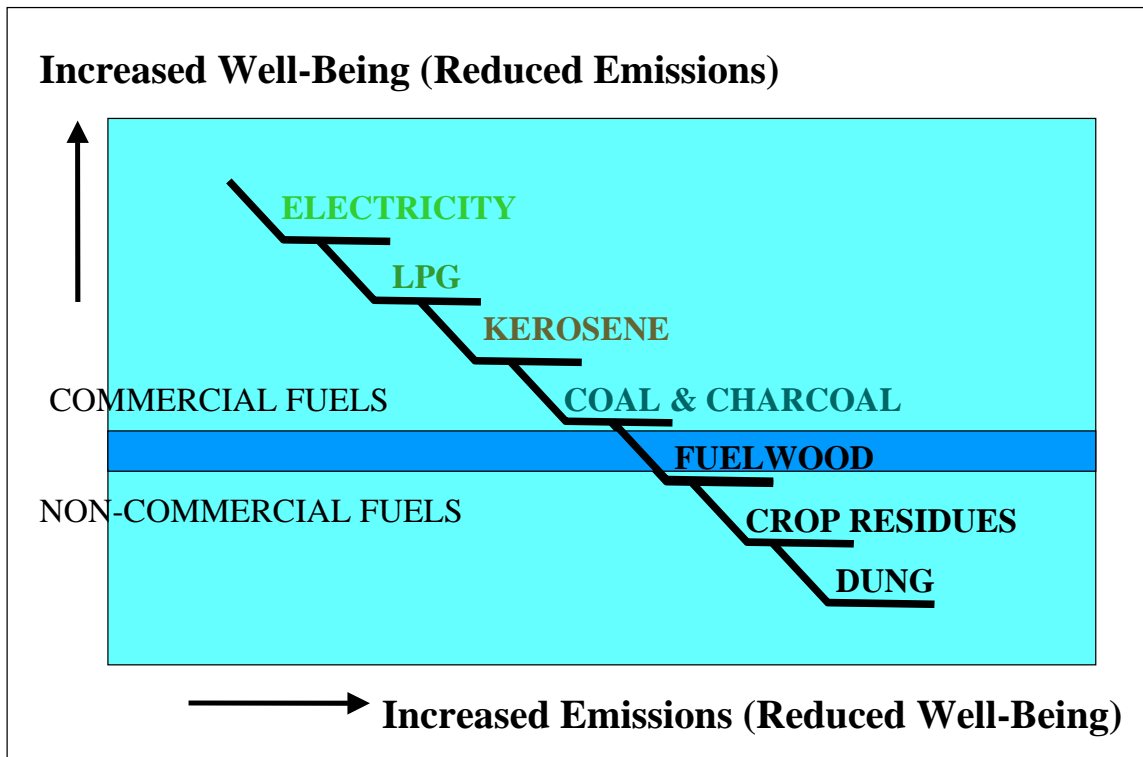 Increased Well-Being (Reduced Emissions)
ELECTRICITY
LPG
KEROSENE
COMMERCIAL FUELS
COAL & CHARCOAL
FUELWOOD
NON-COMMERCIAL FUELS
CROP RESIDUES
DUNG
Increased Emissions (Reduced Well-Being)